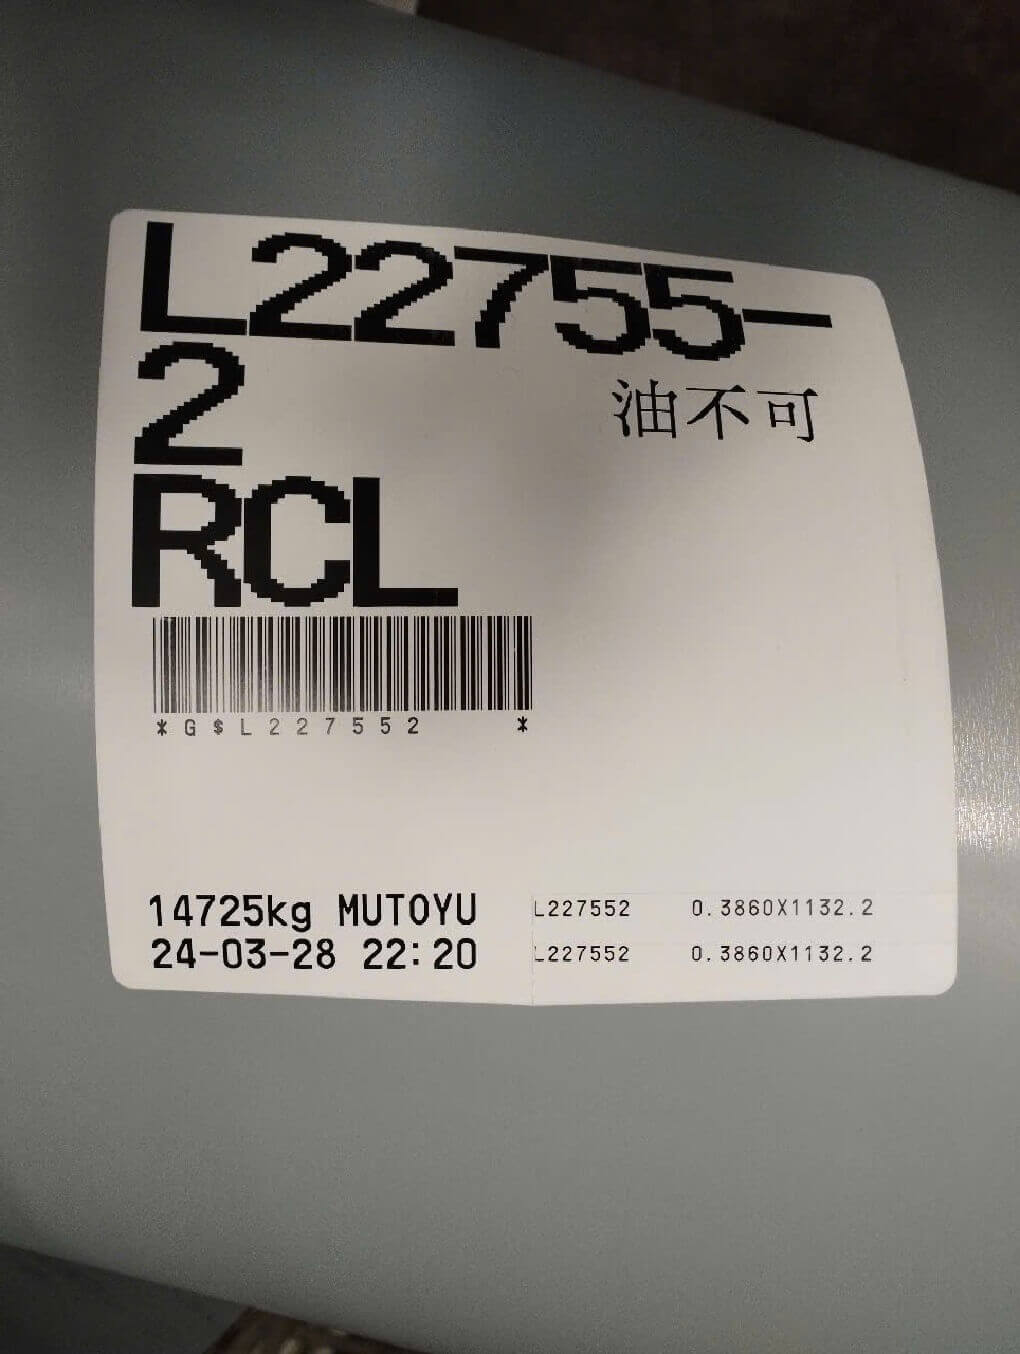 L22755-
2
油不可
RCL
*G$L227552 *
14725kg MUTOYU
24-03-28 22:20
L227552 0.3860X1132.2
L227552 0.3860X1132.2